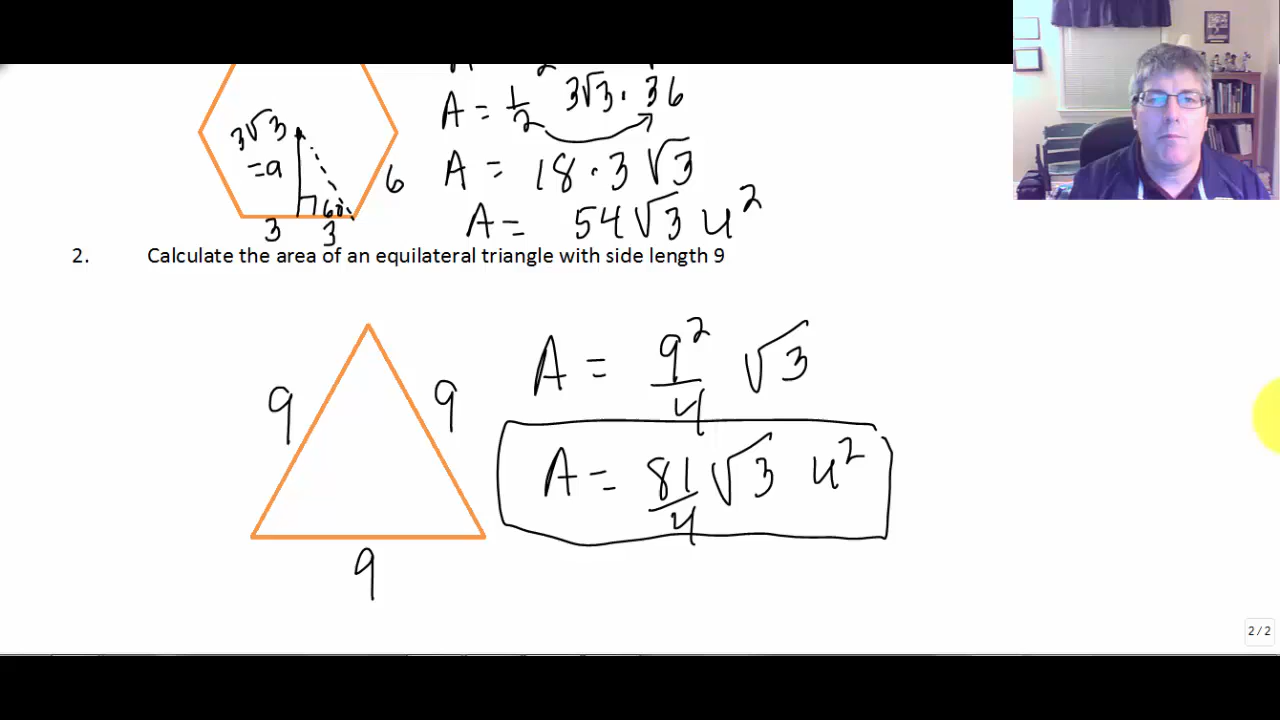 A = 1/2 3√3 · 36
3√3
= a
6
A = 18 · 3 √3
60°
3
3
A = 54√3 u²
2. Calculate the area of an equilateral triangle with side length 9
A = 9²/4 √3
9
9
A = 81/4 √3 u²
9
2 / 2